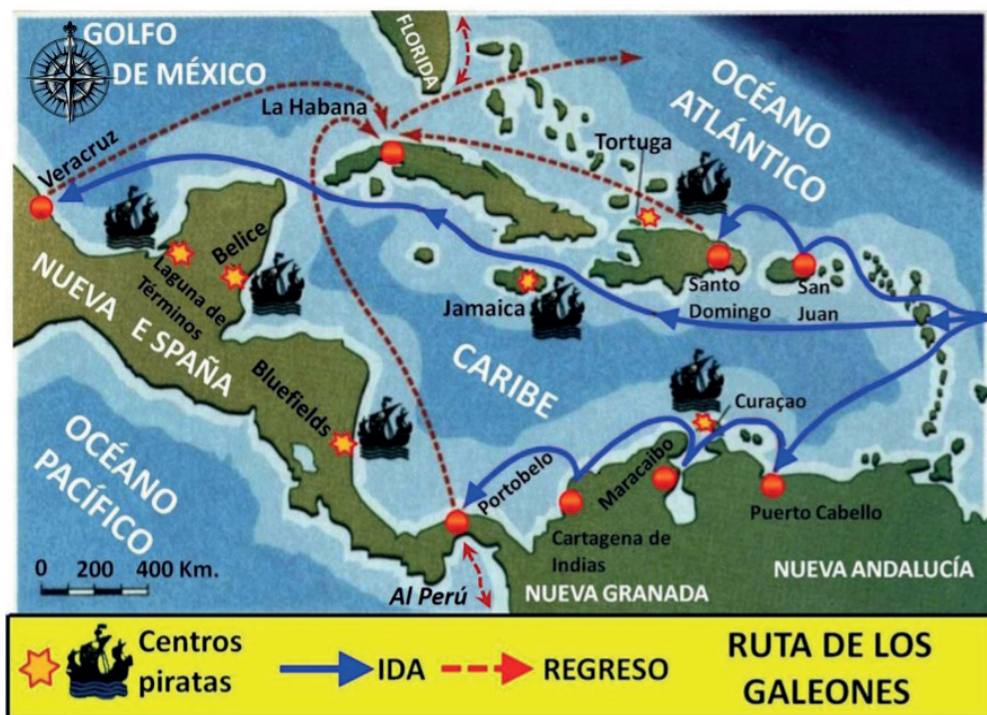 GOLFO
DE MÉXICO
FLORIDA
OCÉANO
ATLÁNTICO
La Habana
Tortuga
Veracruz
Belice
Laguna de
Términos
Jamaica
Santo
Domingo
San
Juan
NUEVA E SPAÑA
CARIBE
Bluefields
Curaçao
OCÉANO
PACÍFICO
Portobelo
Maracaibo
Cartagena de
Indias
Puerto Cabello
0 200 400 Km.
Al Perú
NUEVA GRANADA
NUEVA ANDALUCÍA
Centros
piratas
IDA
REGRESO
RUTA DE LOS
GALEONES